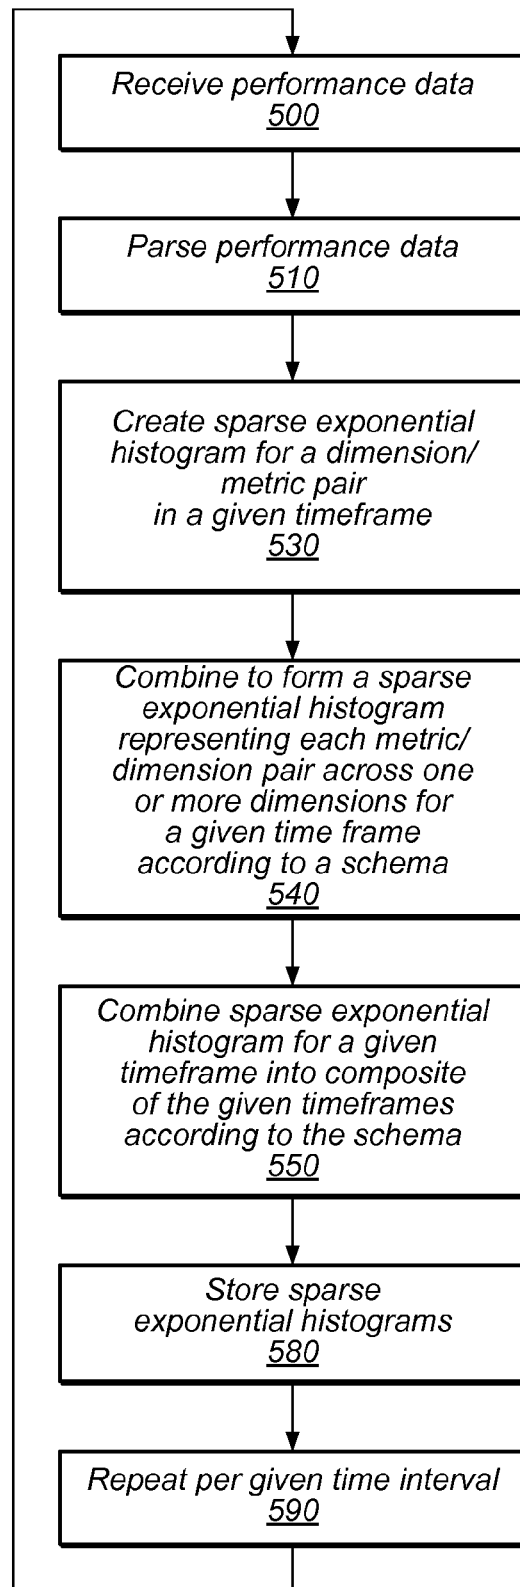 Receive performance data
500
Parse performance data
510
Create sparse exponential
histogram for a dimension/
metric pair
in a given timeframe
530
Combine to form a sparse
exponential histogram
representing each metric/
dimension pair across one
or more dimensions for
a given time frame
according to a schema
540
Combine sparse exponential
histogram for a given
timeframe into composite
of the given timeframes
according to the schema
550
Store sparse
exponential histograms
580
Repeat per given time interval
590